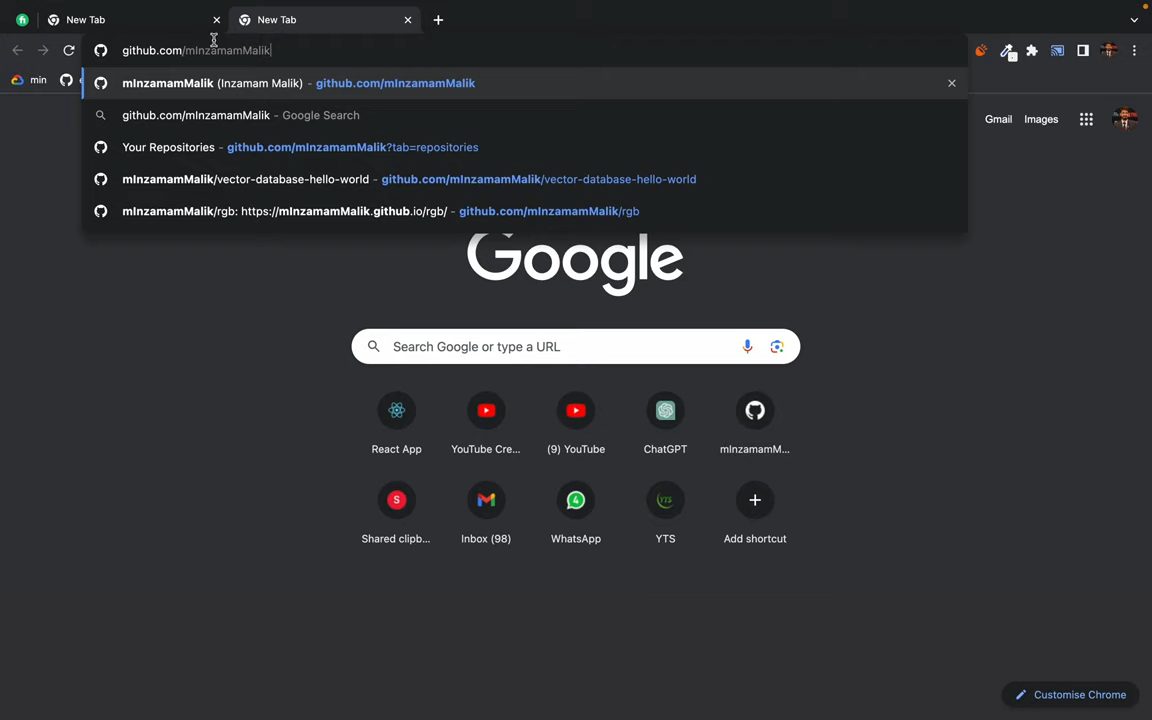 New Tab
New Tab
github.com/mInzamamMalik
mInzamamMalik (Inzamam Malik) - github.com/mInzamamMalik
github.com/mInzamamMalik - Google Search
min
Your Repositories - github.com/mInzamamMalik?tab=repositories
mInzamamMalik/vector-database-hello-world - github.com/mInzamamMalik/vector-database-hello-world
mInzamamMalik/rgb: https://mInzamamMalik.github.io/rgb/ - github.com/mInzamamMalik/rgb
Gmail Images
Google
Search Google or type a URL
React App YouTube Cre... (9) YouTube ChatGPT mInzamamM...
S 4 YTS
Shared clipb... Inbox (98) WhatsApp YTS Add shortcut
Customise Chrome